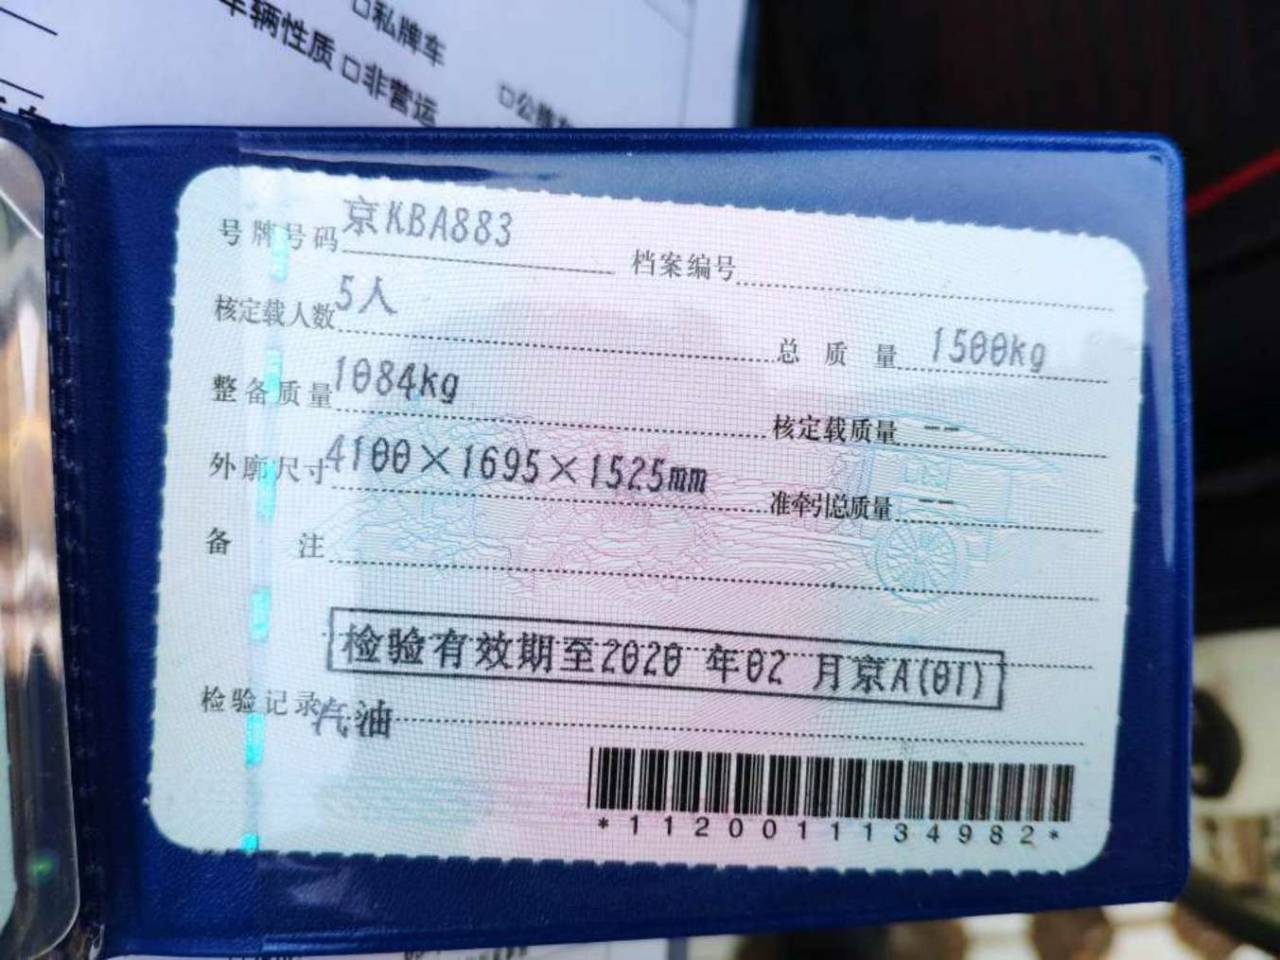 车辆性质 □私牌车
□非营运 □公牌
号牌号码 京KBA883 档案编号
核定载人数 5人 总质量 1500kg
整备质量 1084kg 核定载质量 --
外廓尺寸 4100×1695×1525mm 准牵引总质量 --
备注
检验有效期至2020 年02 月京A(01)
检验记录 汽油
*1120011134982*